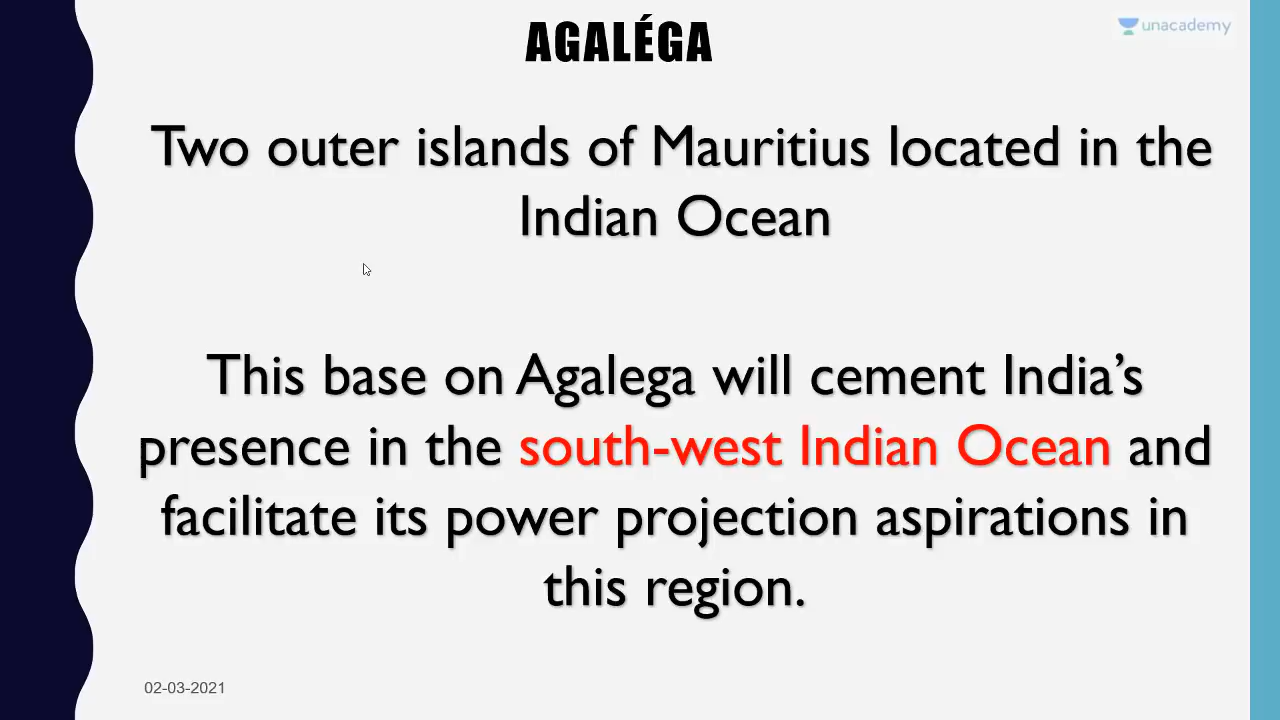 AGALÉGA
unacademy
Two outer islands of Mauritius located in the
Indian Ocean
This base on Agalega will cement India’s
presence in the south-west Indian Ocean and
facilitate its power projection aspirations in
this region.
02-03-2021